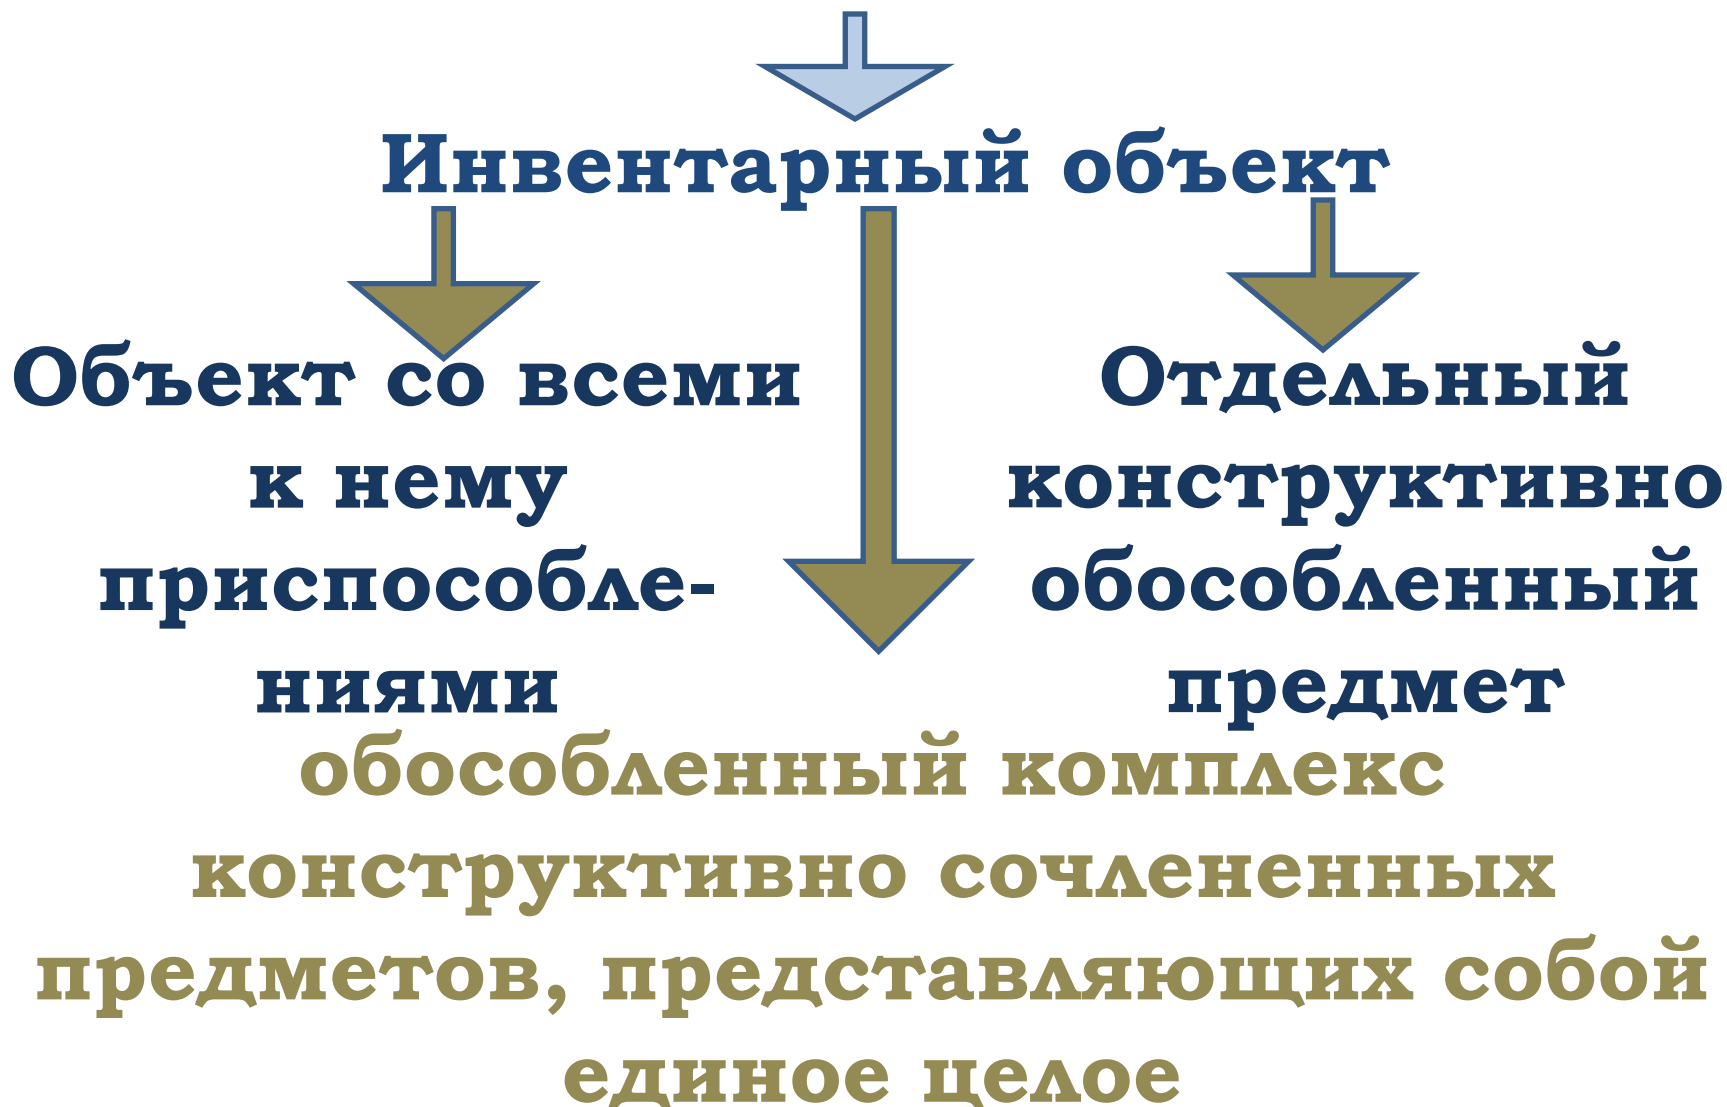 Инвентарный объект
Объект со всеми
к нему
приспособле-
ниями
Отдельный
конструктивно
обособленный
предмет
обособленный комплекс
конструктивно сочлененных
предметов, представляющих собой
единое целое